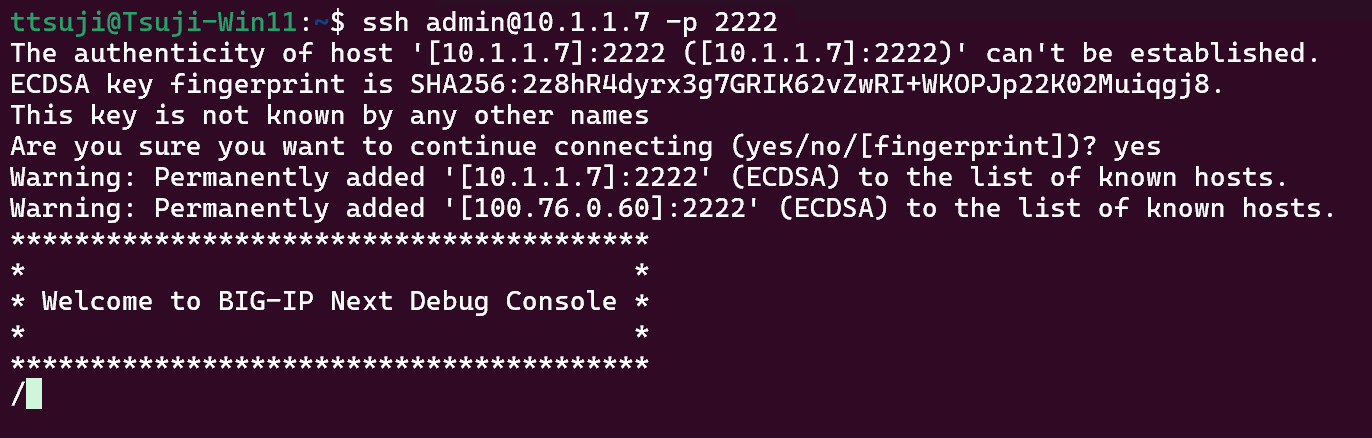 ttsuji@Tsuji-Win11:~$ ssh admin@10.1.1.7 -p 2222
The authenticity of host '[10.1.1.7]:2222 ([10.1.1.7]:2222)' can't be established.
ECDSA key fingerprint is SHA256:2z8hR4dyrx3g7GRIK62vZwRI+WKOPJp22K02Muiqgj8.
This key is not known by any other names
Are you sure you want to continue connecting (yes/no/[fingerprint])? yes
Warning: Permanently added '[10.1.1.7]:2222' (ECDSA) to the list of known hosts.
Warning: Permanently added '[100.76.0.60]:2222' (ECDSA) to the list of known hosts.
****************************************
*                                      *
* Welcome to BIG-IP Next Debug Console *
*                                      *
****************************************
/